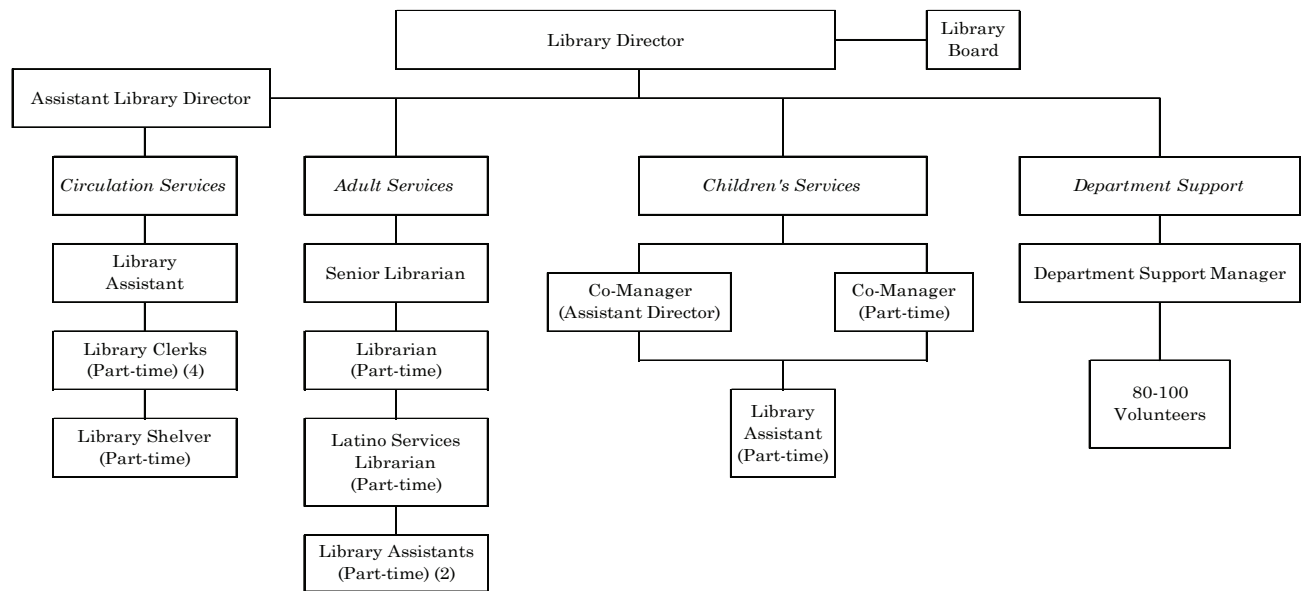 Library Director
Library
Board
Assistant Library Director
Circulation Services
Adult Services
Children's Services
Department Support
Library
Assistant
Senior Librarian
Co-Manager
(Assistant Director)
Co-Manager
(Part-time)
Department Support Manager
Library Clerks
(Part-time) (4)
Librarian
(Part-time)
Library
Assistant
(Part-time)
80-100
Volunteers
Library Shelver
(Part-time)
Latino Services
Librarian
(Part-time)
Library Assistants
(Part-time) (2)